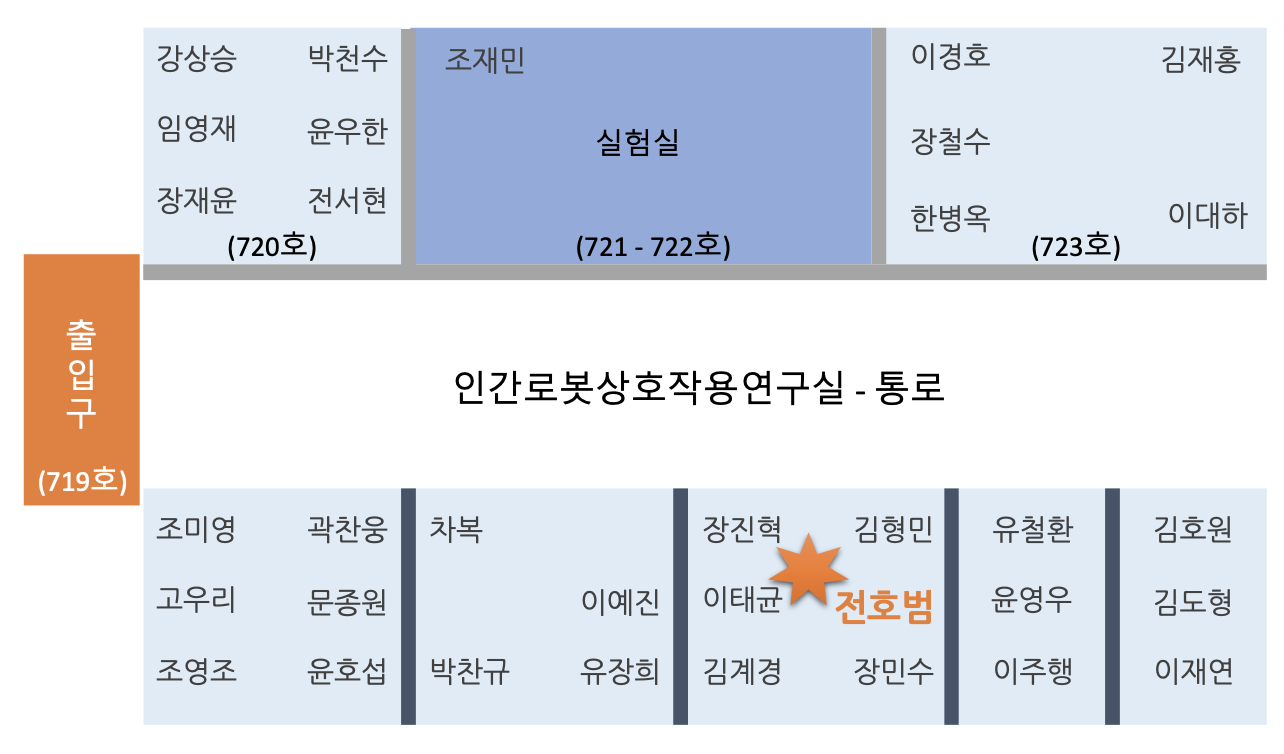 강상승 박천수
임영재 윤우한
장재윤 전서현
(720호)
조재민
실험실
(721 - 722호)
이경호 김재홍
장철수
한병옥 이대하
(723호)
출
입
구
(719호)
인간로봇상호작용연구실 - 통로
조미영 곽찬웅
고우리 문종원
조영조 윤호섭
차복
이예진
박찬규 유장희
장진혁 김형민
이태균 전호범
김계경 장민수
유철환
윤영우
이주행
김호원
김도형
이재연